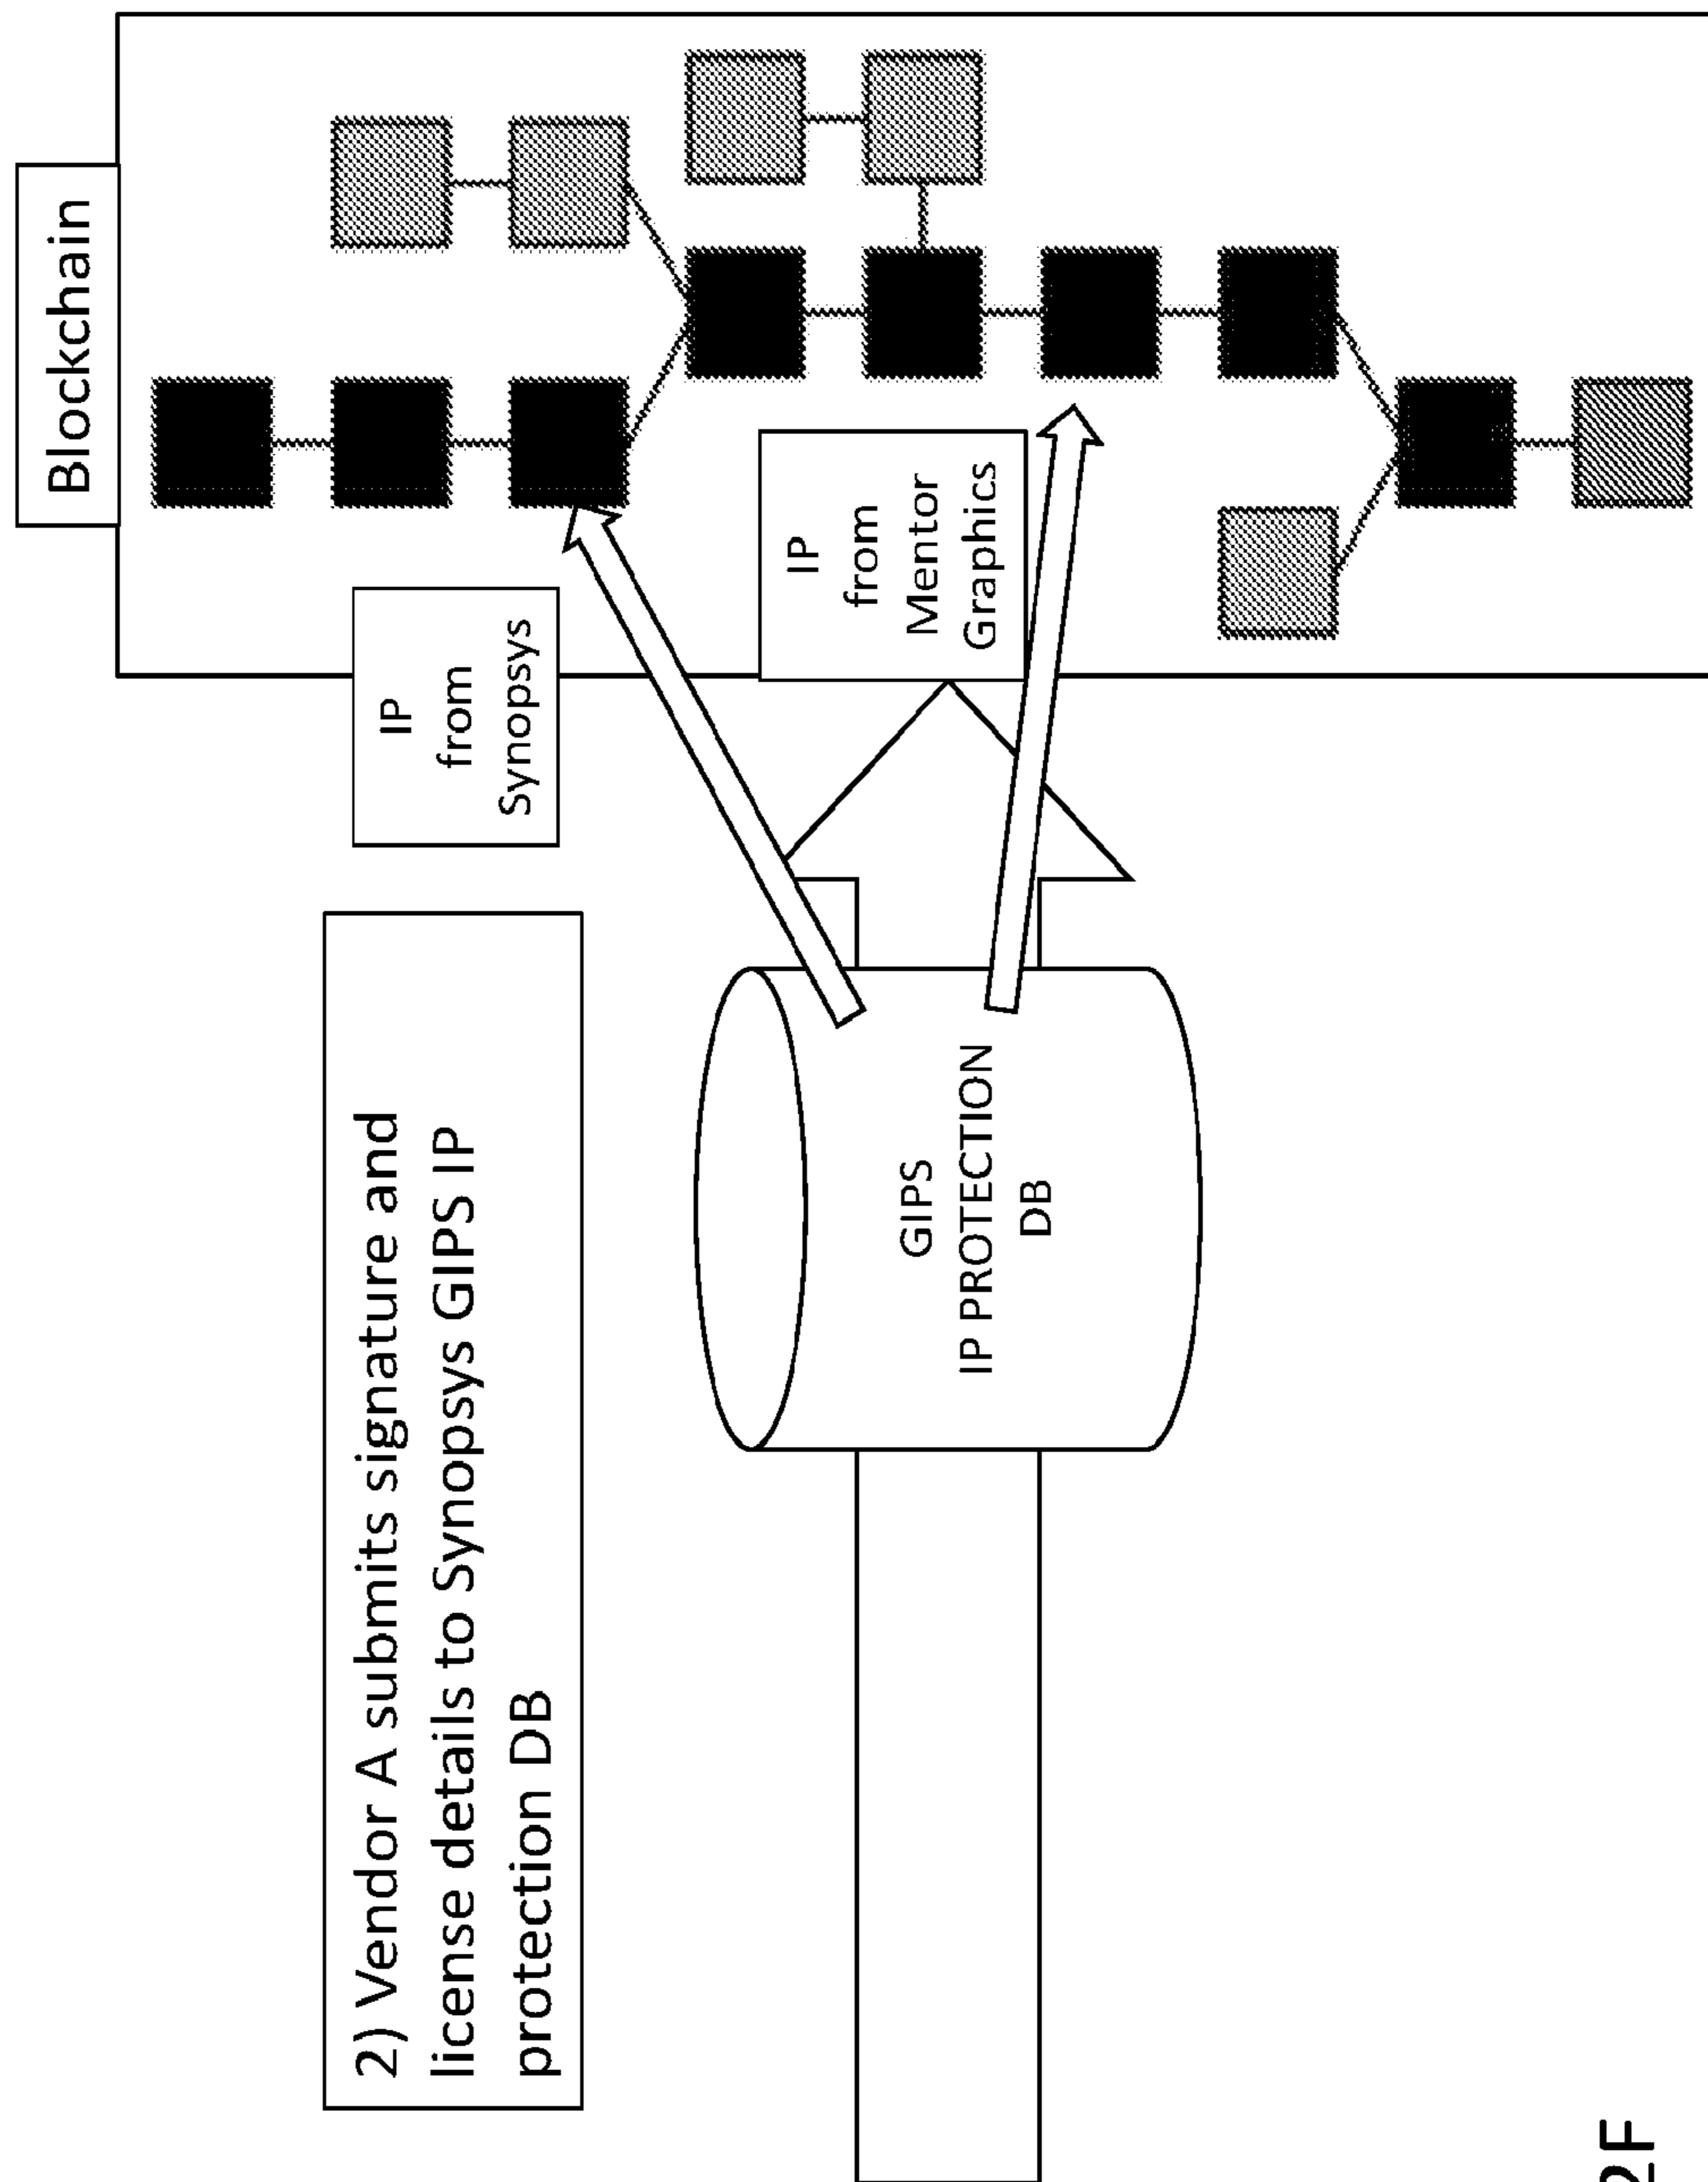 Blockchain
2) Vendor A submits signature and
license details to Synopsys GIPS IP
protection DB
IP
from
Synopsys
IP
from
Mentor
Graphics
GIPS
IP PROTECTION
DB
2F